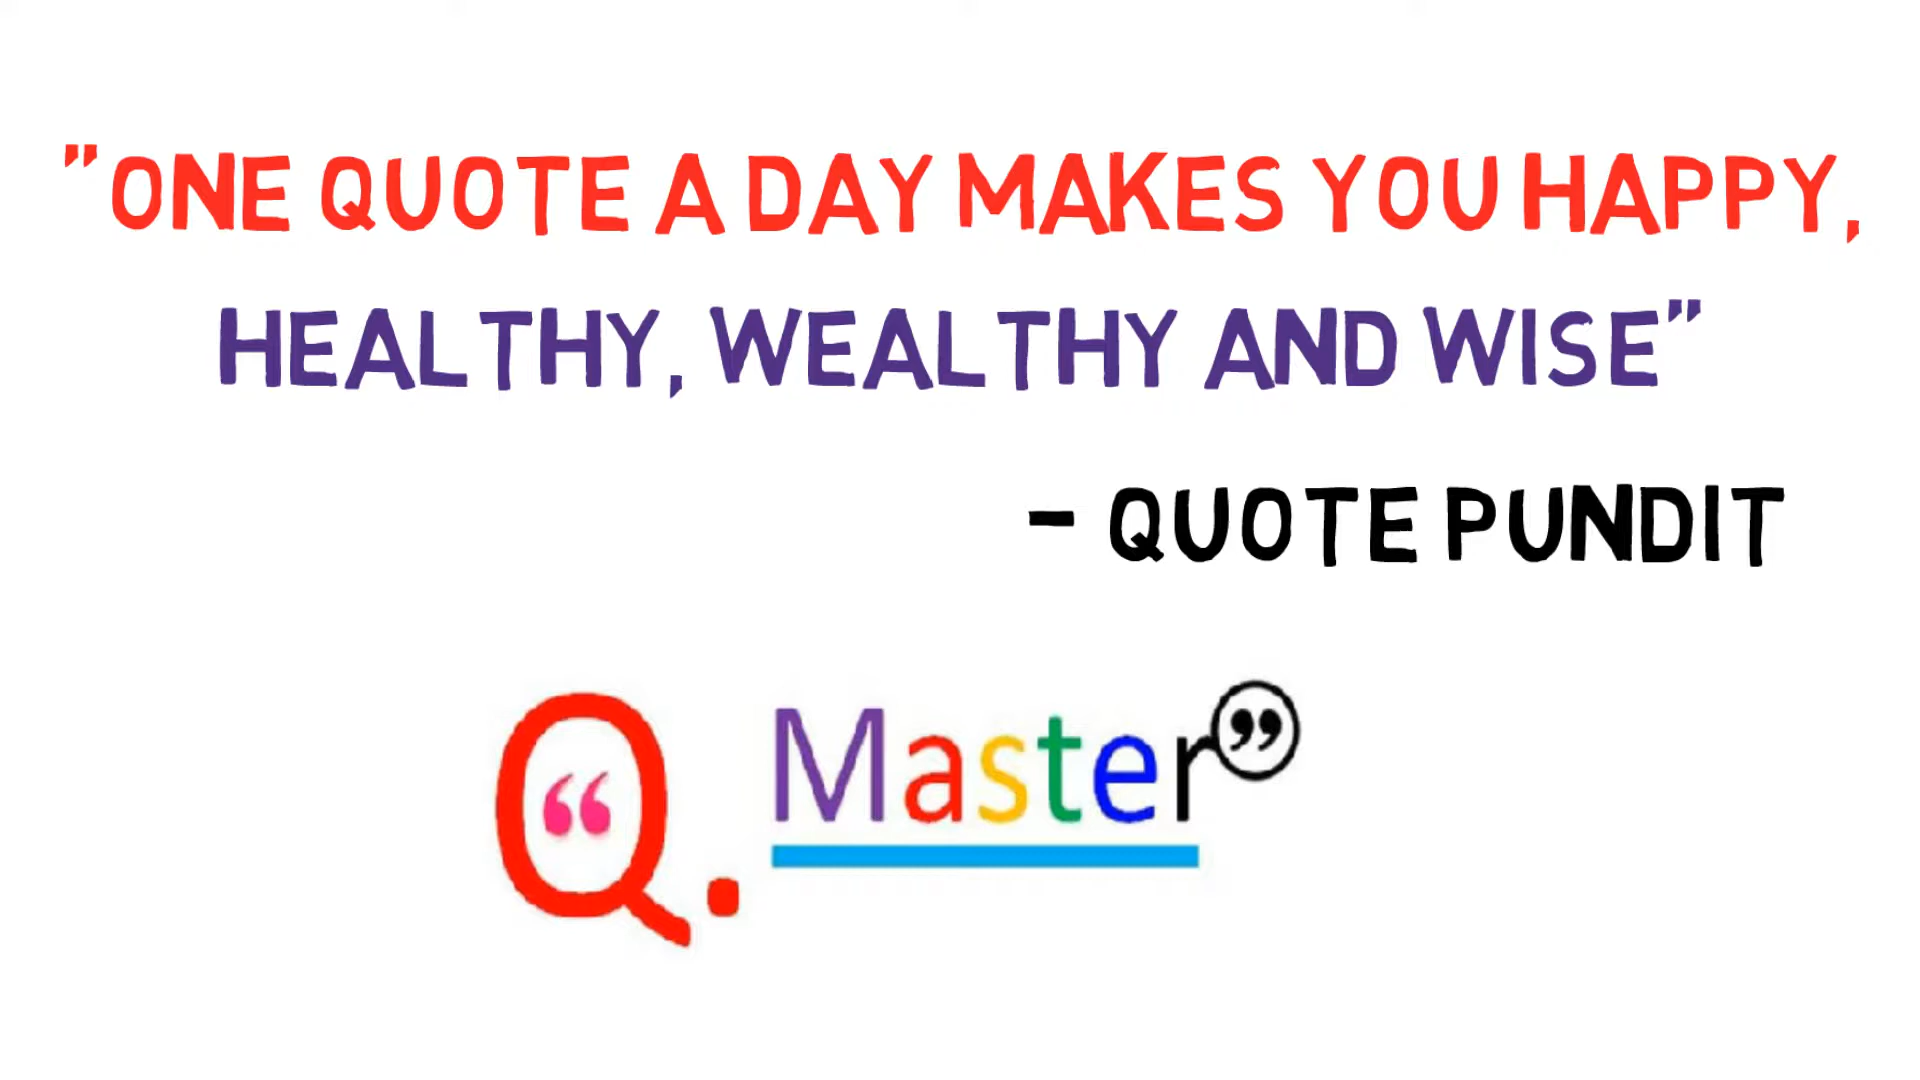 "ONE QUOTE A DAY MAKES YOU HAPPY,
HEALTHY, WEALTHY AND WISE"
- QUOTE PUNDIT
“ Q. Master ”